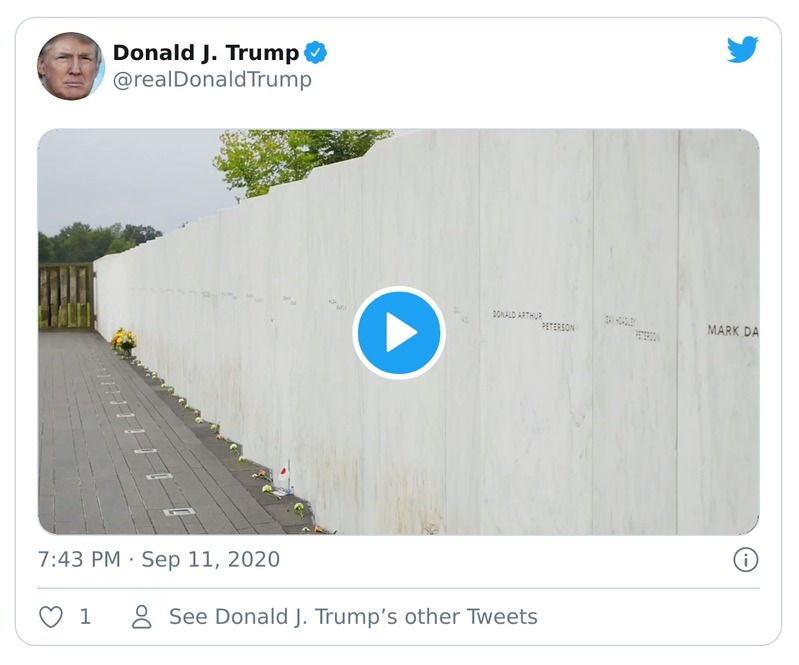 Donald J. Trump
@realDonaldTrump
DONALD ARTHUR
PETERSON
JEAN HOADLEY
PETERSON
MARK DA
7:43 PM · Sep 11, 2020
1
See Donald J. Trump’s other Tweets